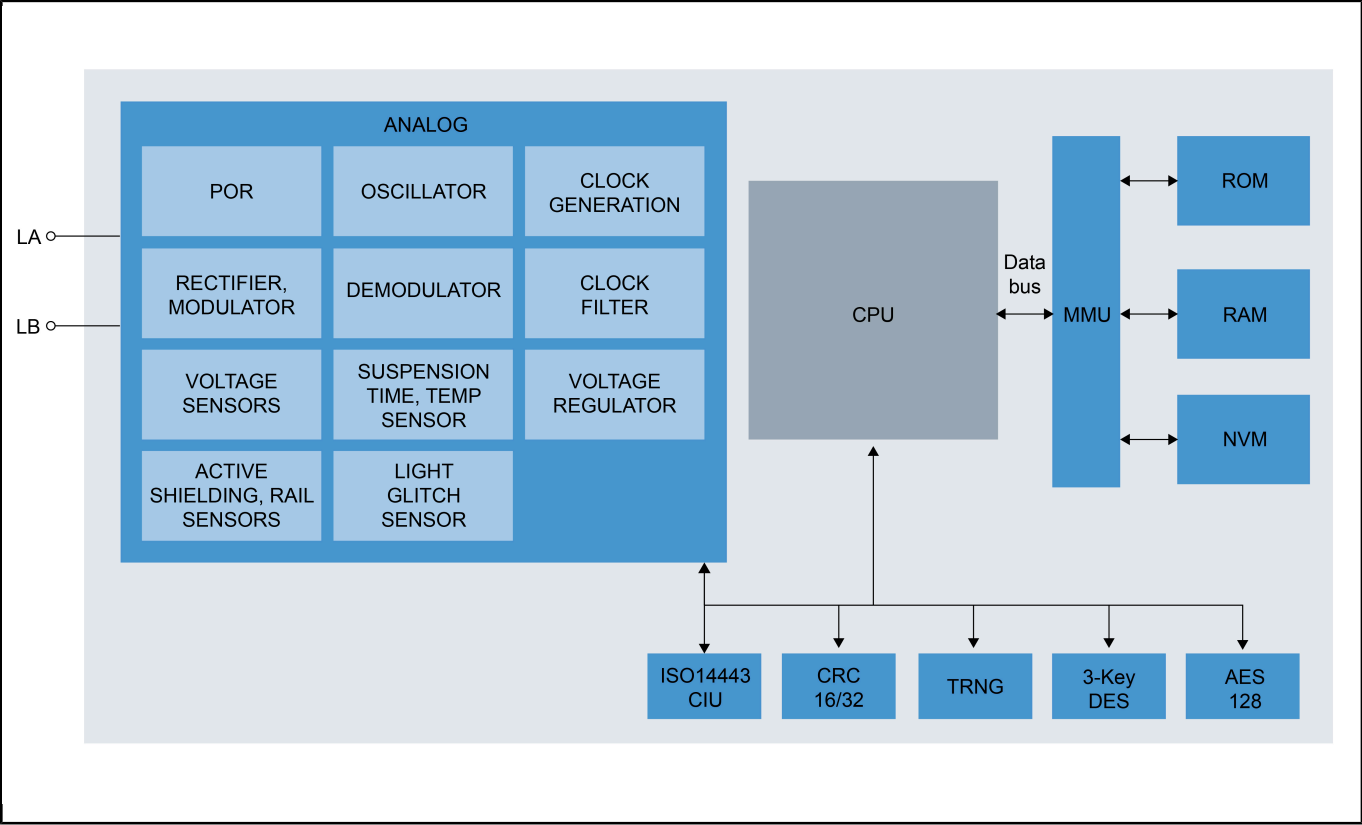 ANALOG
POR
OSCILLATOR
CLOCK
GENERATION
LA
RECTIFIER,
MODULATOR
DEMODULATOR
CLOCK
FILTER
LB
VOLTAGE
SENSORS
SUSPENSION
TIME, TEMP
SENSOR
VOLTAGE
REGULATOR
ACTIVE
SHIELDING, RAIL
SENSORS
LIGHT
GLITCH
SENSOR
CPU
Data
bus
MMU
ROM
RAM
NVM
ISO14443
CIU
CRC
16/32
TRNG
3-Key
DES
AES
128